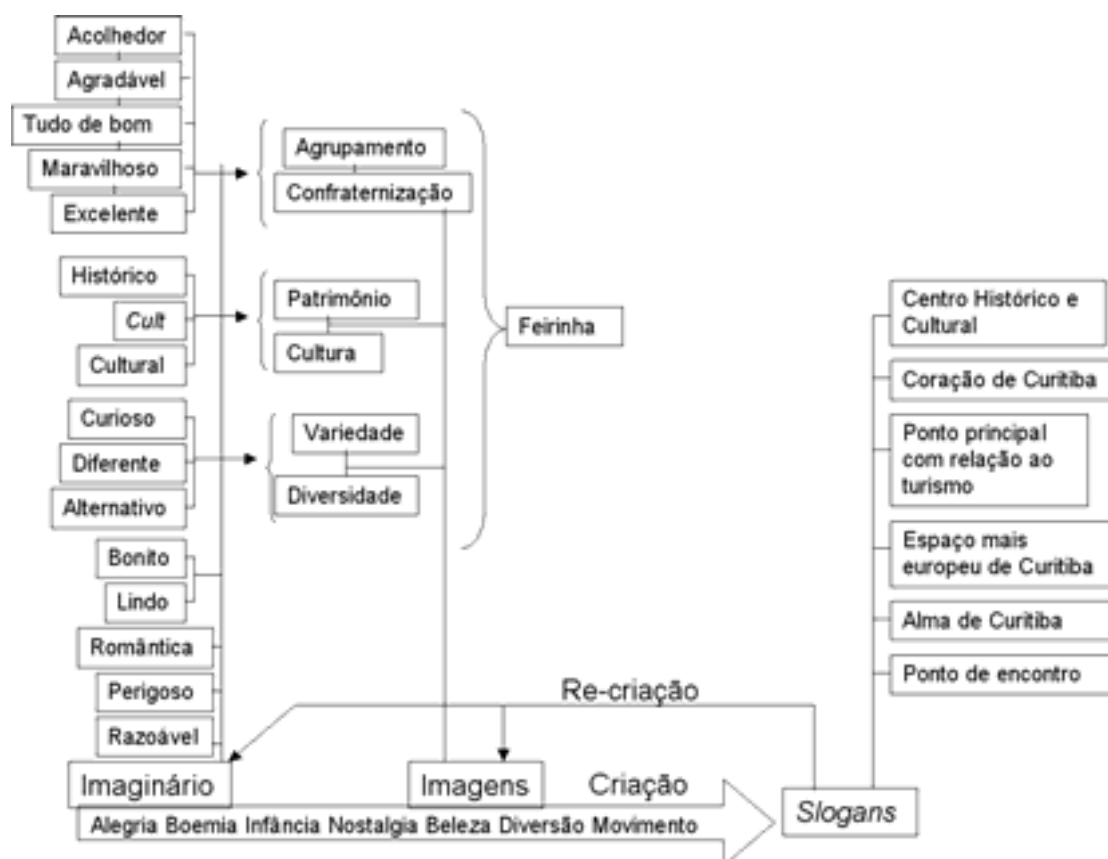 Acolhedor
Agradável
Tudo de bom
Maravilhoso
Excelente
Histórico
Cult
Cultural
Curioso
Diferente
Alternativo
Bonito
Lindo
Romântica
Perigoso
Razoável
Imaginário
Agrupamento
Confraternização
Patrimônio
Cultura
Variedade
Diversidade
Imagens
Feirinha
Re-criação
Criação
Alegria Boemia Infância Nostalgia Beleza Diversão Movimento
Slogans
Centro Histórico e
Cultural
Coração de Curitiba
Ponto principal
com relação ao
turismo
Espaço mais
europeu de Curitiba
Alma de Curitiba
Ponto de encontro